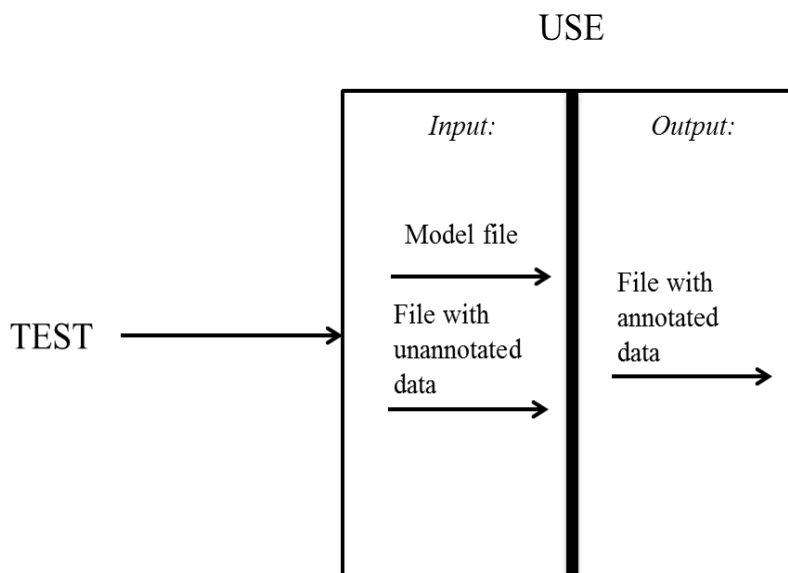 USE
Input:
Output:
Model file
File with
unannotated
data
File with
annotated
data
TEST